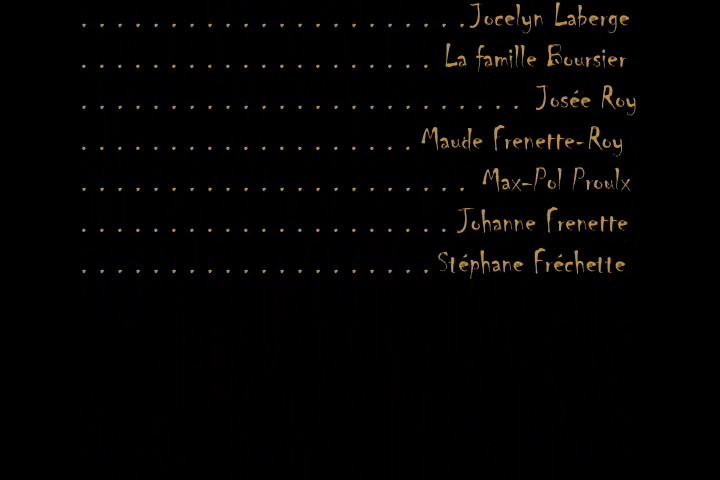 . . . . . . . . . . . . . . . . . . . . . . Jocelyn Laberge
. . . . . . . . . . . . . . . . . . . . La famille Boursier
. . . . . . . . . . . . . . . . . . . . . . . . . Josée Roy
. . . . . . . . . . . . . . . . . . . Maude Frenette-Roy
. . . . . . . . . . . . . . . . . . . . . . Max-Pol Proulx
. . . . . . . . . . . . . . . . . . . . . Johanne Frenette
. . . . . . . . . . . . . . . . . . . . Stéphane Fréchette